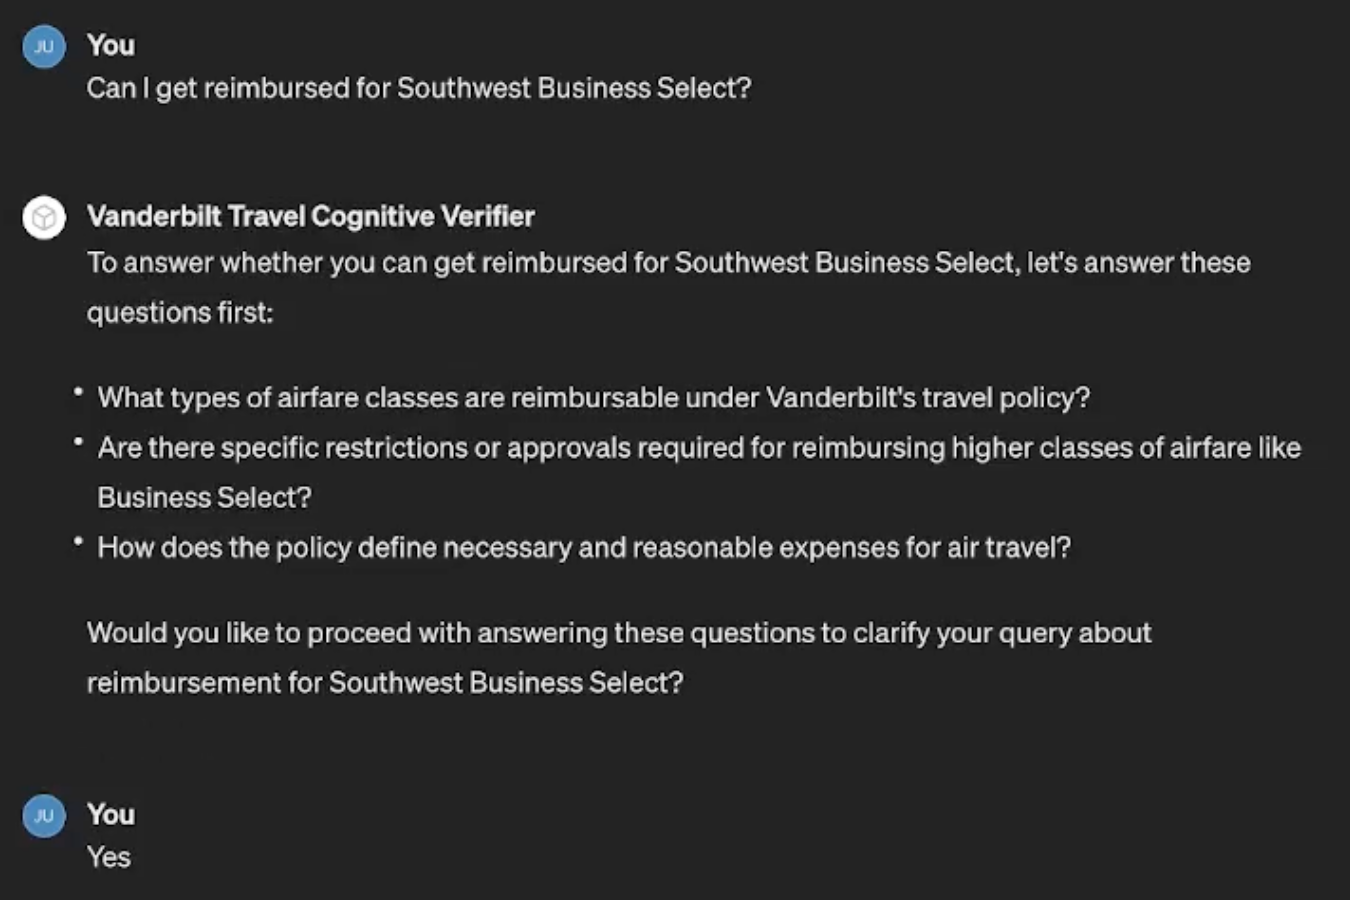 JU You
Can I get reimbursed for Southwest Business Select?
Vanderbilt Travel Cognitive Verifier
To answer whether you can get reimbursed for Southwest Business Select, let's answer these
questions first:
• What types of airfare classes are reimbursable under Vanderbilt's travel policy?
• Are there specific restrictions or approvals required for reimbursing higher classes of airfare like
Business Select?
• How does the policy define necessary and reasonable expenses for air travel?
Would you like to proceed with answering these questions to clarify your query about
reimbursement for Southwest Business Select?
JU You
Yes